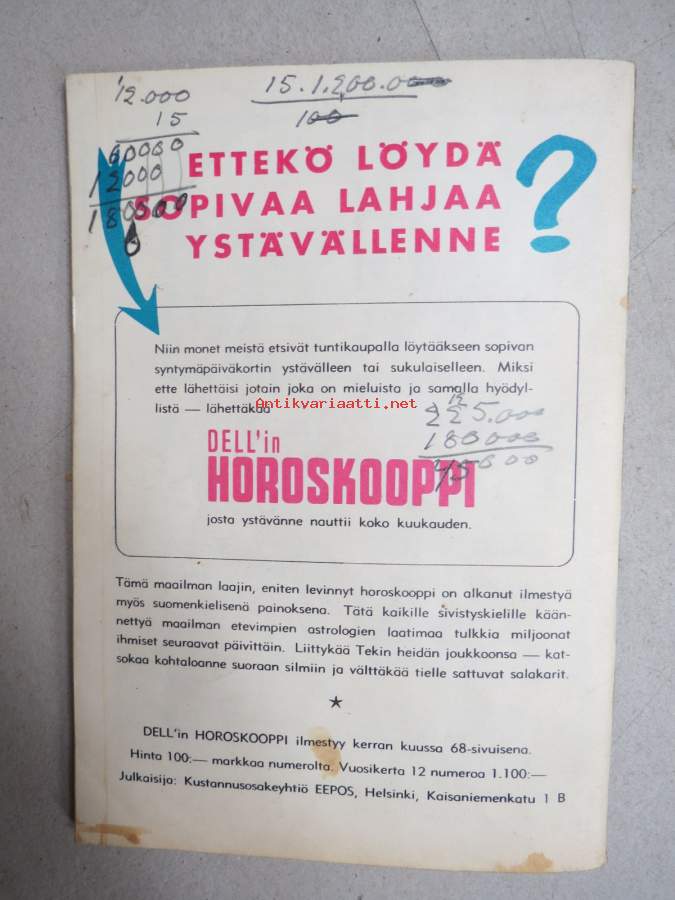 12.000
15
60000
12000
180000
15.1.200.000
100
ETTEKÖ LÖYDÄ ?
SOPIVAA LAHJAA
YSTÄVÄLLENNE
Niin monet meistä etsivät tuntikaupalla löytääkseen sopivan
syntymäpäiväkortin ystävälleen tai sukulaiselleen. Miksi
ette lähettäisi jotain joka on mieluista ja samalla hyödyl-
listä — lähettäkää
Antikvariaatti.net
12
225.000
180000
45000
DELL'in
HOROSKOOPPI
josta ystävänne nauttii koko kuukauden.
Tämä maailman laajin, eniten levinnyt horoskooppi on alkanut ilmestyä
myös suomenkielisenä painoksena. Tätä kaikille sivistyskielille kään-
nettyä maailman etevimpien astrologien laatimaa tulkkia miljoonat
ihmiset seuraavat päivittäin. Liittykää Tekin heidän joukkoonsa — kat-
sokaa kohtaloanne suoraan silmiin ja välttäkää tielle sattuvat salakarit.
★
DELL'in HOROSKOOPPI ilmestyy kerran kuussa 68-sivuisena.
Hinta 100:— markkaa numerolta. Vuosikerta 12 numeroa 1.100:—
Julkaisija: Kustannusosakeyhtiö EEPOS, Helsinki, Kaisaniemenkatu 1 B